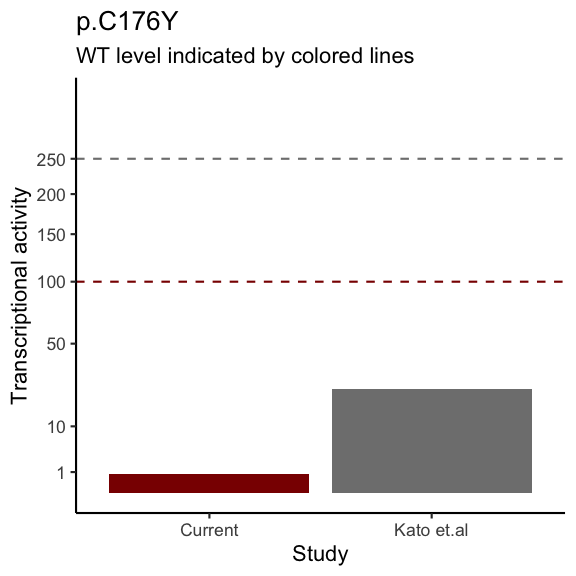 p.C176Y
WT level indicated by colored lines
Transcriptional activity
250
200
150
100
50
10
1
Current
Kato et.al
Study